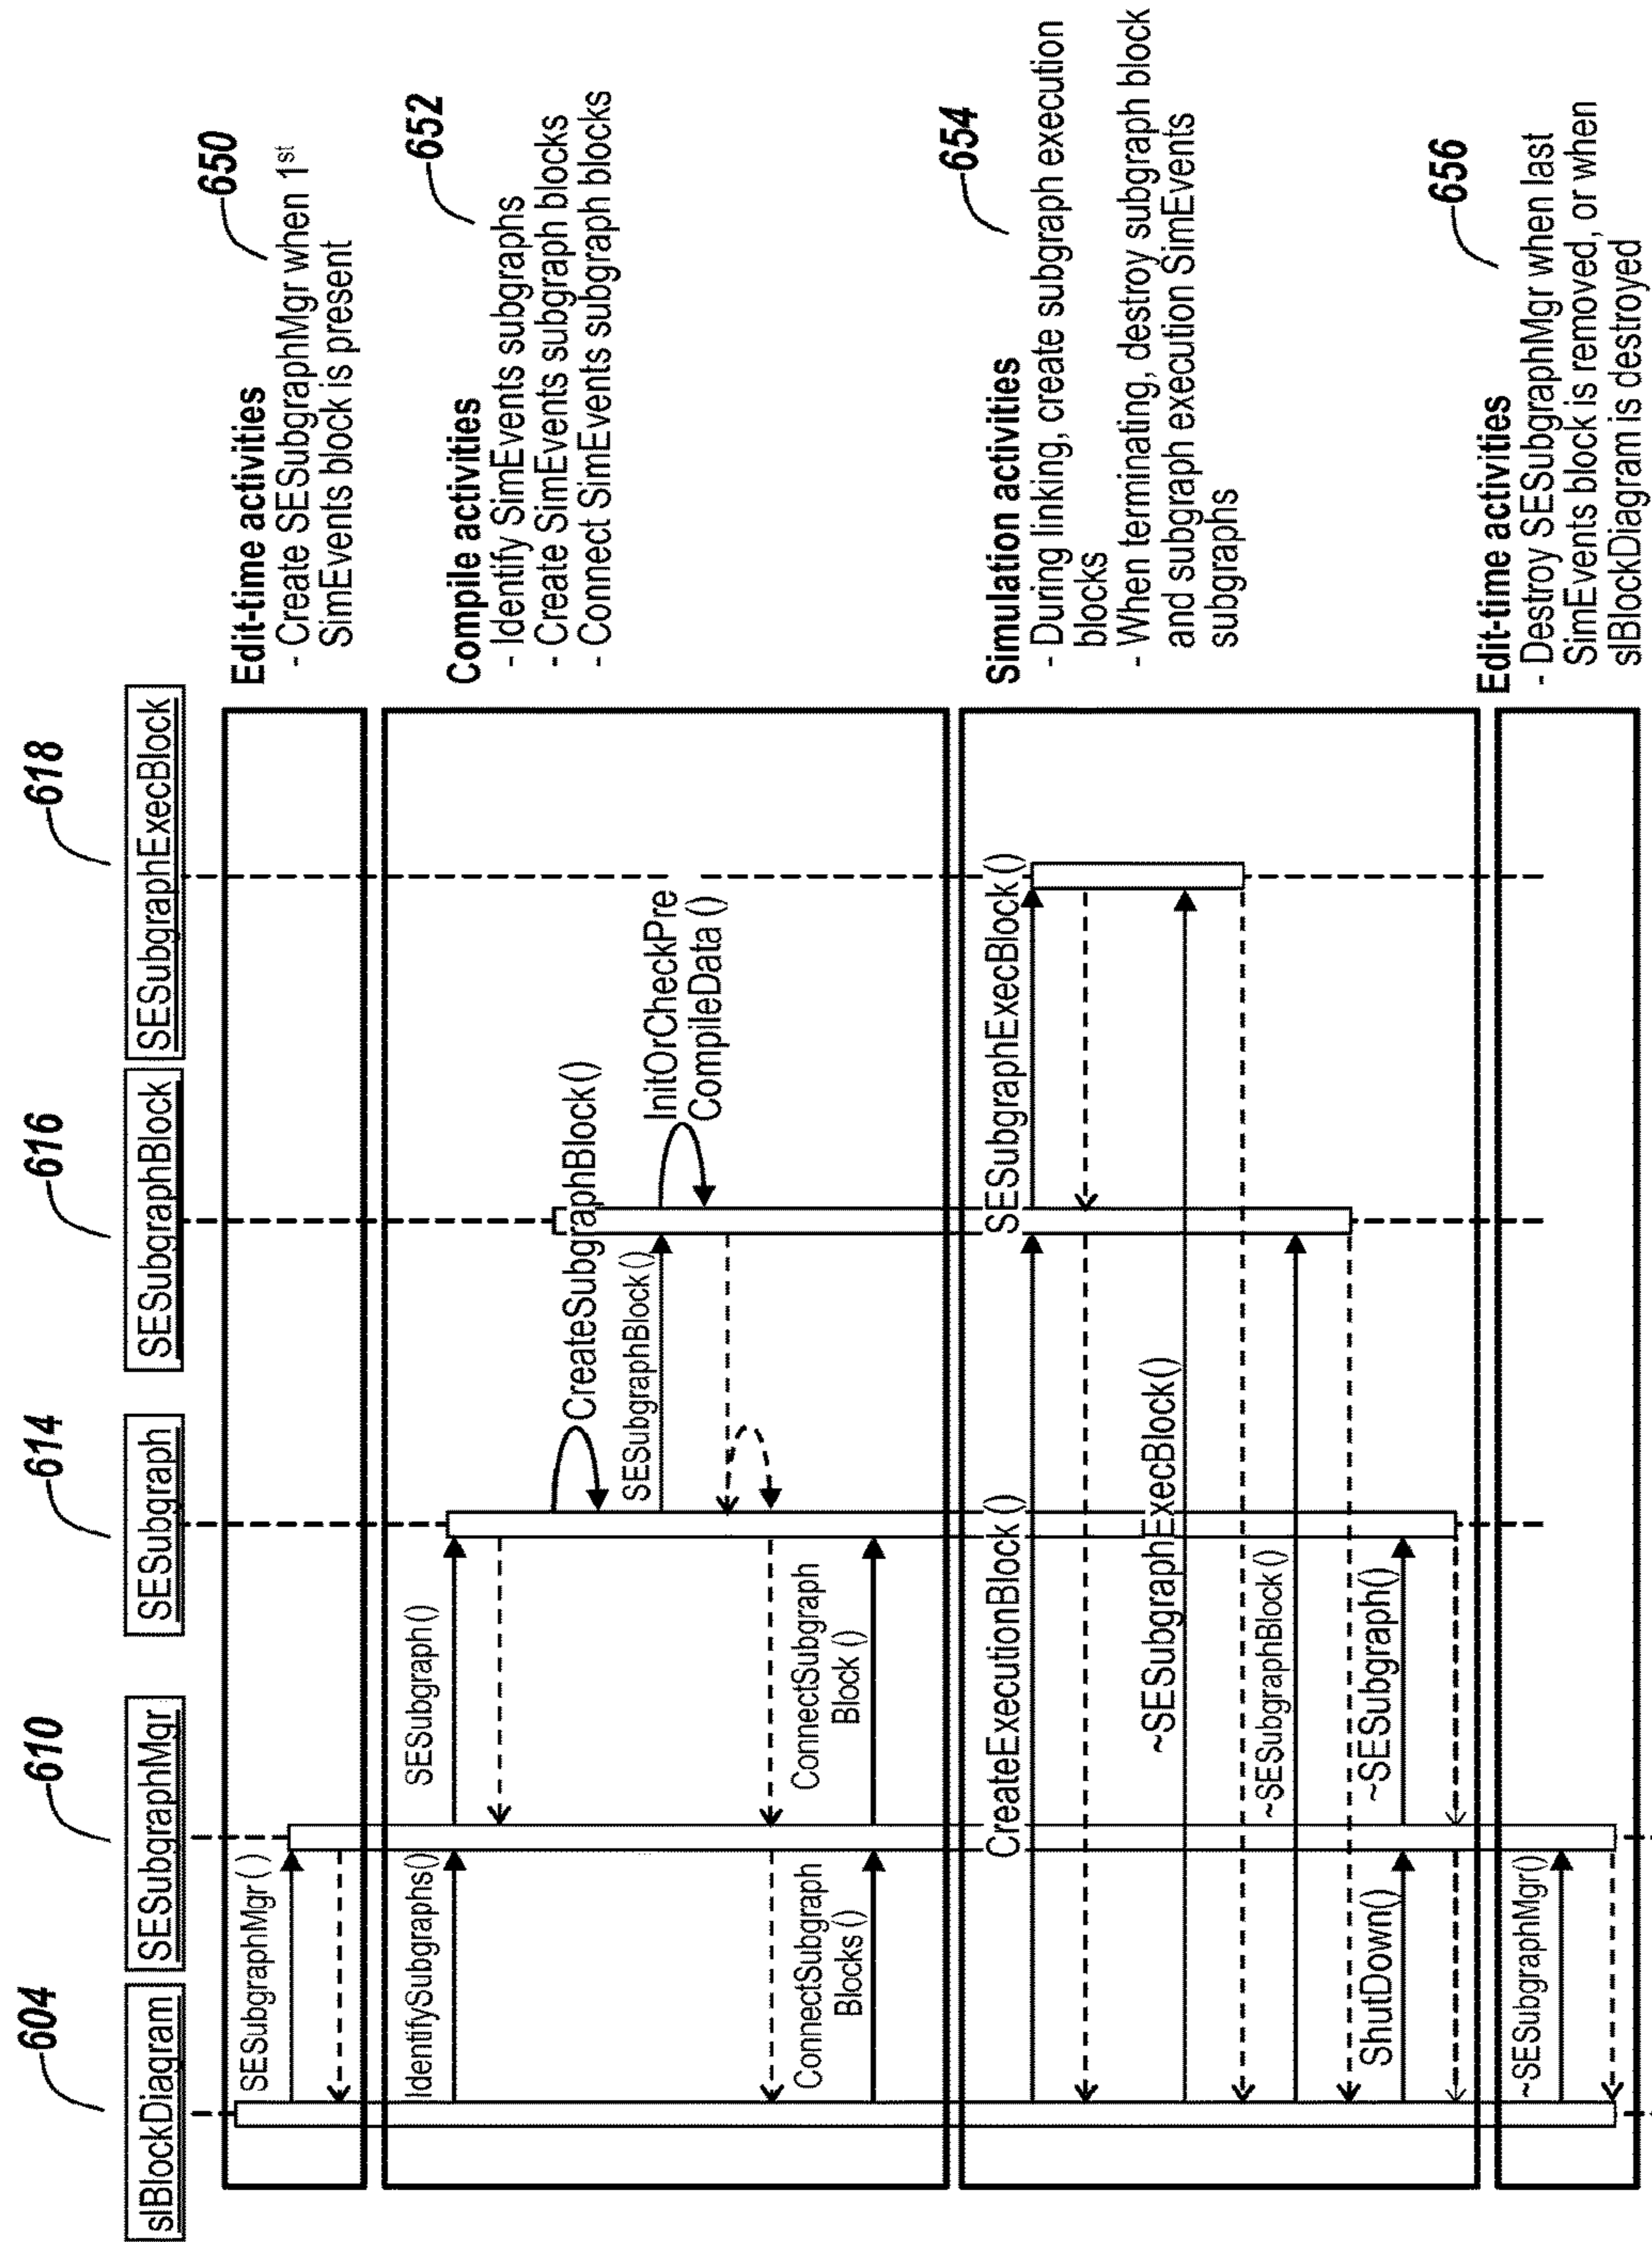 604
610
614
616
618
slBlockDiagram
SESubgraphMgr
SESubgraph
SESubgraphBlock
SESubgraphExecBlock
650
Edit-time activities
- Create SESubgraphMgr when 1st
SimEvents block is present
SESubgraphMgr ()
652
Compile activities
- Identify SimEvents subgraphs
- Create SimEvents subgraph blocks
- Connect SimEvents subgraph blocks
IdentifySubgraphs()
SESubgraph ()
CreateSubgraphBlock()
SESubgraphBlock ()
InitOrCheckPre
CompileData ()
ConnectSubgraph
Blocks ()
ConnectSubgraph
Block ()
654
Simulation activities
- During linking, create subgraph execution
blocks
- When terminating, destroy subgraph block
and subgraph execution SimEvents
subgraphs
CreateExecutionBlock ()
SESubgraphExecBlock ()
~SESubgraphExecBlock()
~SESubgraphBlock ()
ShutDown()
~SESubgraph()
656
Edit-time activities
- Destroy SESubgraphMgr when last
SimEvents block is removed, or when
slBlockDiagram is destroyed
~SESubgraphMgr()